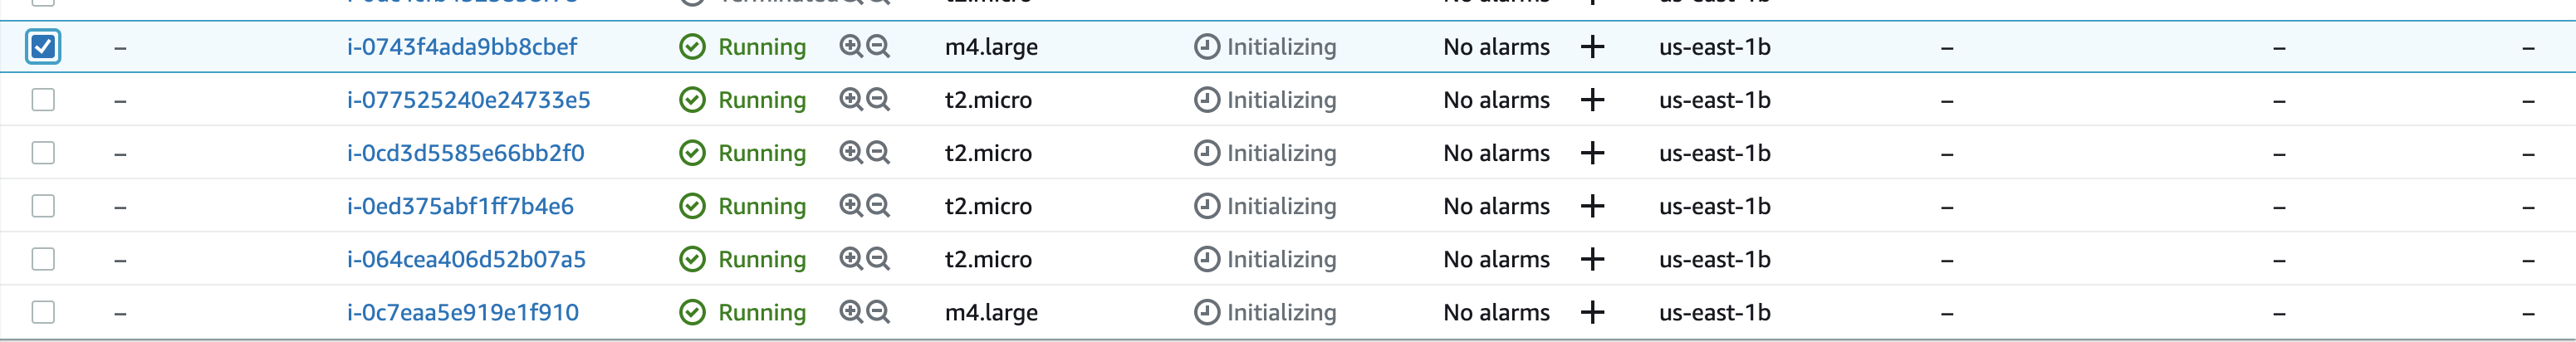 t2.micro No alarms + us-east-1b
– i-0743f4ada9bb8cbef Running m4.large Initializing No alarms + us-east-1b – – –
– i-077525240e24733e5 Running t2.micro Initializing No alarms + us-east-1b – – –
– i-0cd3d5585e66bb2f0 Running t2.micro Initializing No alarms + us-east-1b – – –
– i-0ed375abf1ff7b4e6 Running t2.micro Initializing No alarms + us-east-1b – – –
– i-064cea406d52b07a5 Running t2.micro Initializing No alarms + us-east-1b – – –
– i-0c7eaa5e919e1f910 Running m4.large Initializing No alarms + us-east-1b – – –